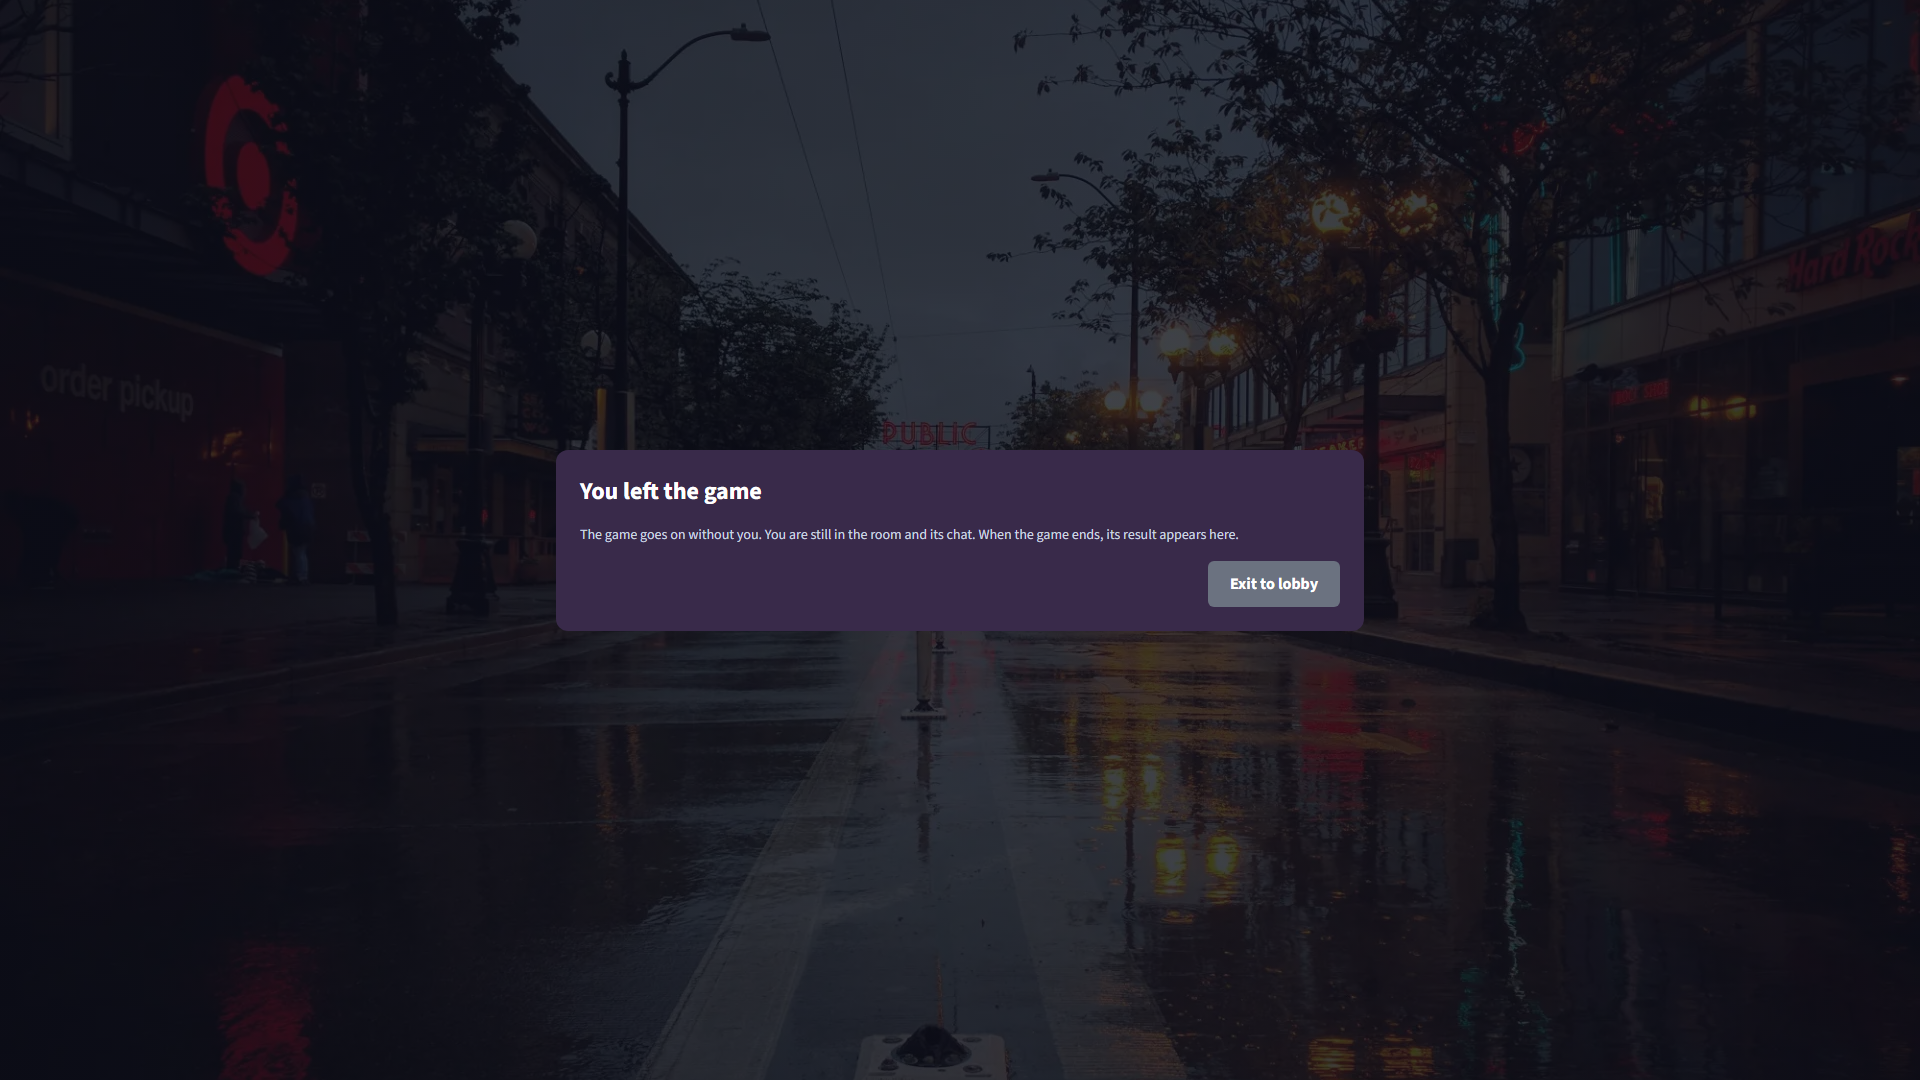 order pickup
Hard Rock
PUBLIC
You left the game
The game goes on without you. You are still in the room and its chat. When the game ends, its result appears here.
Exit to lobby